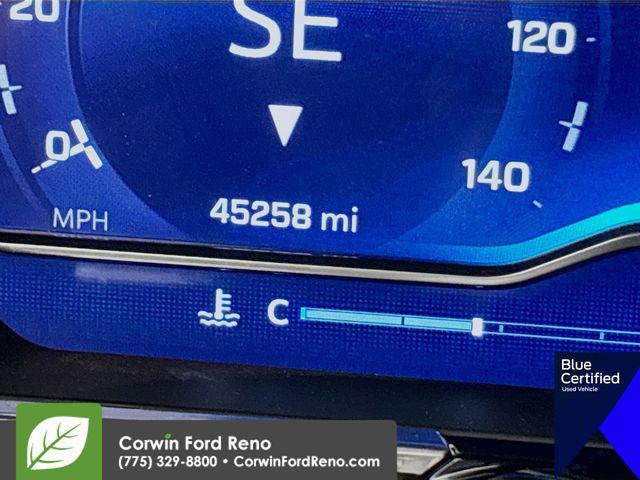 20
SE
120
0
140
45258 mi
MPH
C
Blue
Certified
Used Vehicle
Corwin Ford Reno
(775) 329-8800 • CorwinFordReno.com